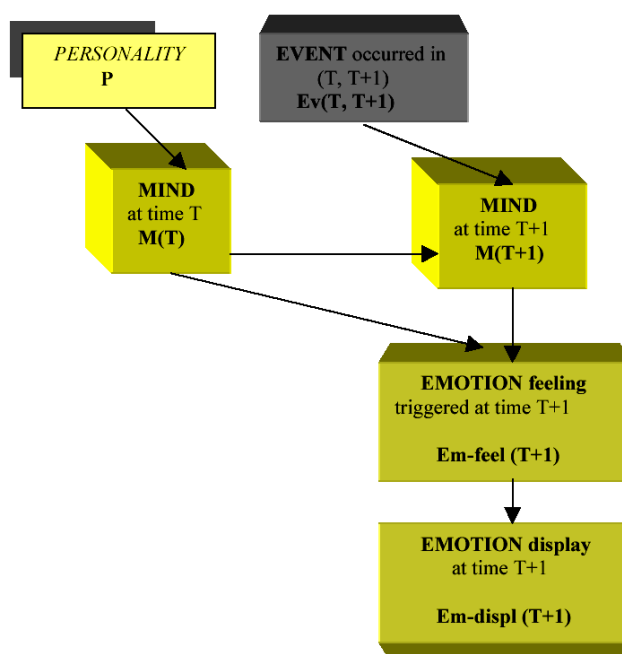 PERSONALITY
P
EVENT occurred in
(T, T+1)
Ev(T, T+1)
MIND
at time T
M(T)
MIND
at time T+1
M(T+1)
EMOTION feeling
triggered at time T+1
Em-feel (T+1)
EMOTION display
at time T+1
Em-displ (T+1)